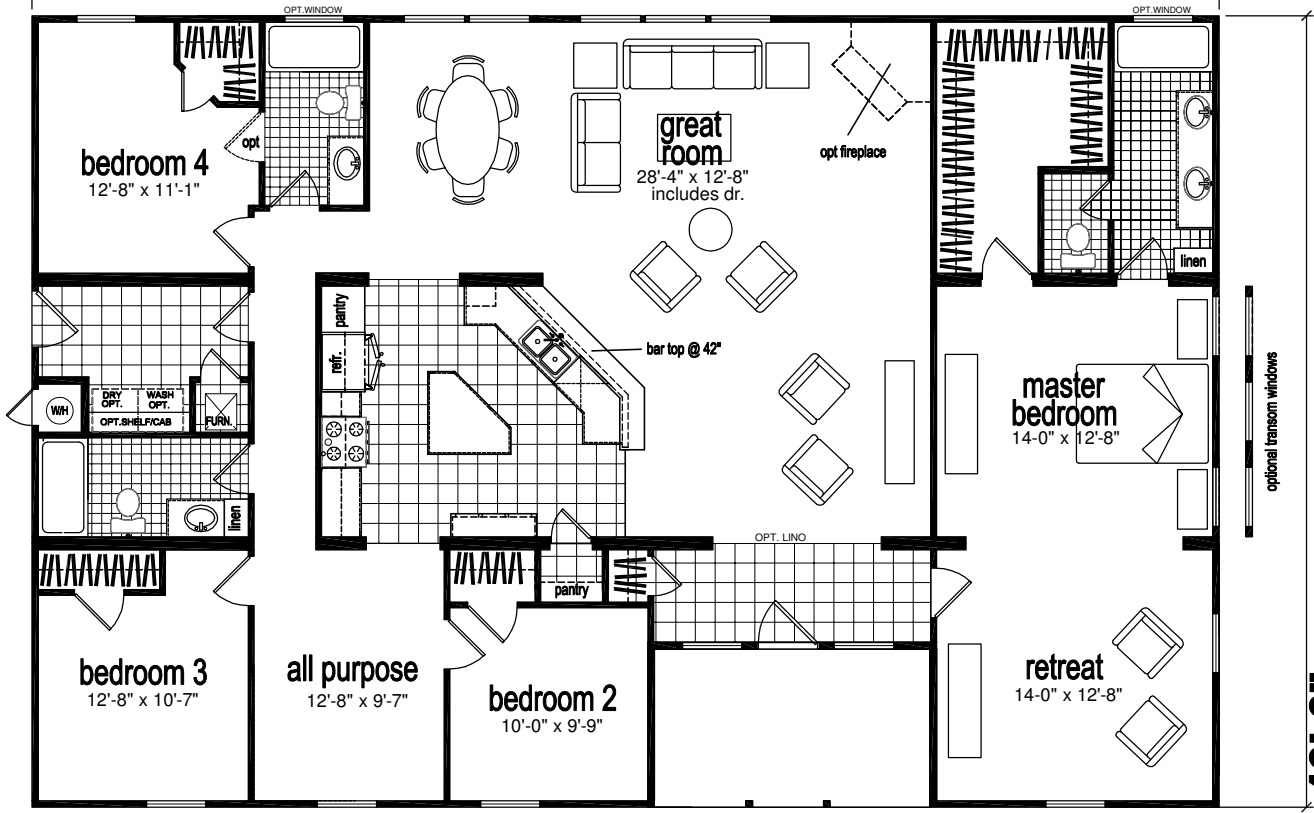 OPT.WINDOW
OPT.WINDOW
great
room
28'-4" x 12'-8"
includes dr.
opt fireplace
opt
bedroom 4
12'-8" x 11'-1"
linen
pantry
refr.
bar top @ 42"
master
bedroom
14-0" x 12'-8"
optional transom windows
W/H
DRY
OPT.
WASH
OPT.
OPT.SHELF/CAB
FURN.
linen
OPT. LINO
pantry
bedroom 3
12'-8" x 10'-7"
all purpose
12'-8" x 9'-7"
bedroom 2
10'-0" x 9'-9"
retreat
14-0" x 12'-8"